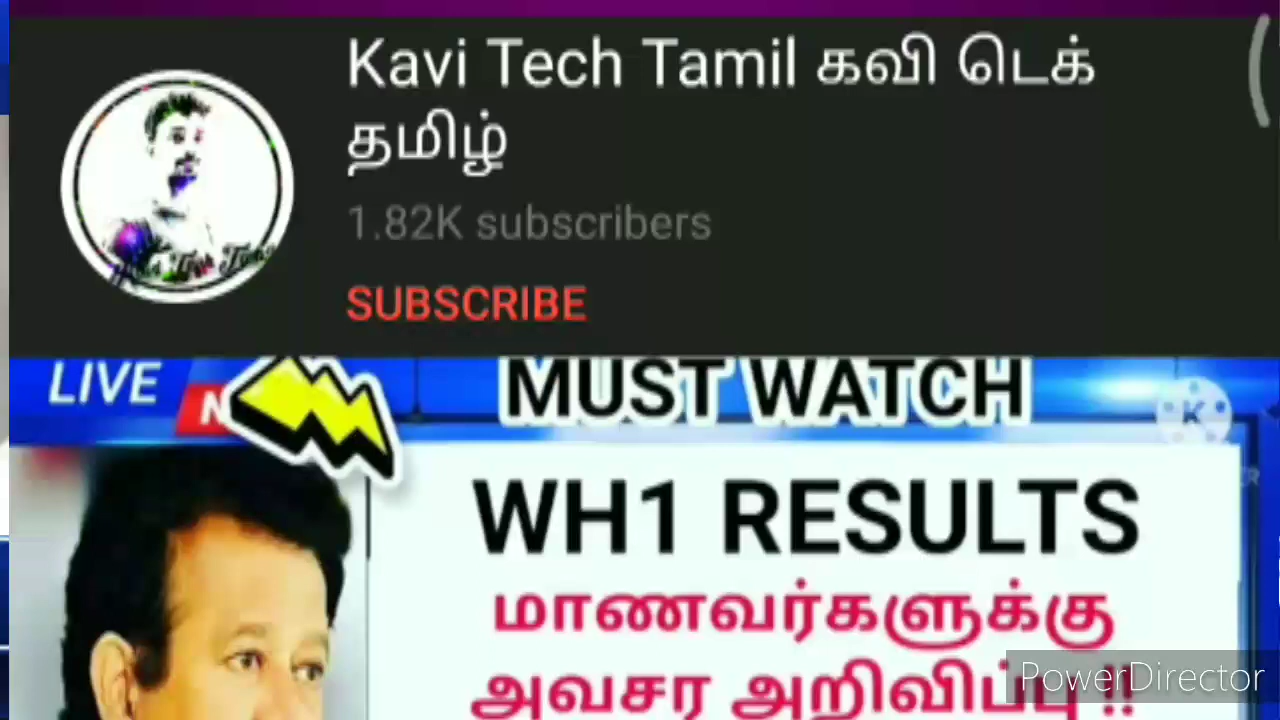 Kavi Tech Tamil கவி டெக்
தமிழ்
1.82K subscribers
SUBSCRIBE
LIVE
MUST WATCH
WH1 RESULTS
மாணவர்களுக்கு
அவசர அறிவிப்பு !!
PowerDirector